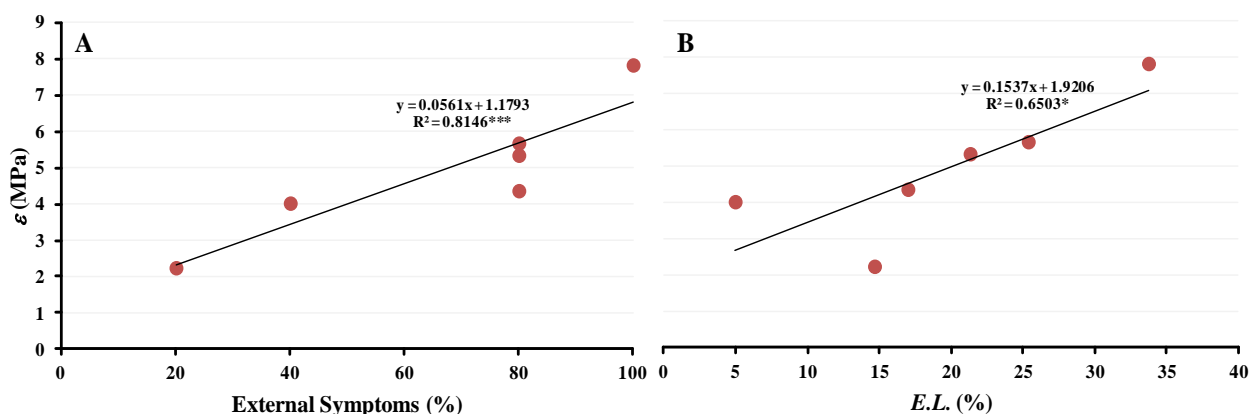 A
B
y = 0.0561x + 1.1793
R² = 0.8146***
y = 0.1537x + 1.9206
R² = 0.6503*
ε (MPa)
9
8
7
6
5
4
3
2
1
0
0 20 40 60 80 100
External Symptoms (%)
0 5 10 15 20 25 30 35 40
E.L. (%)